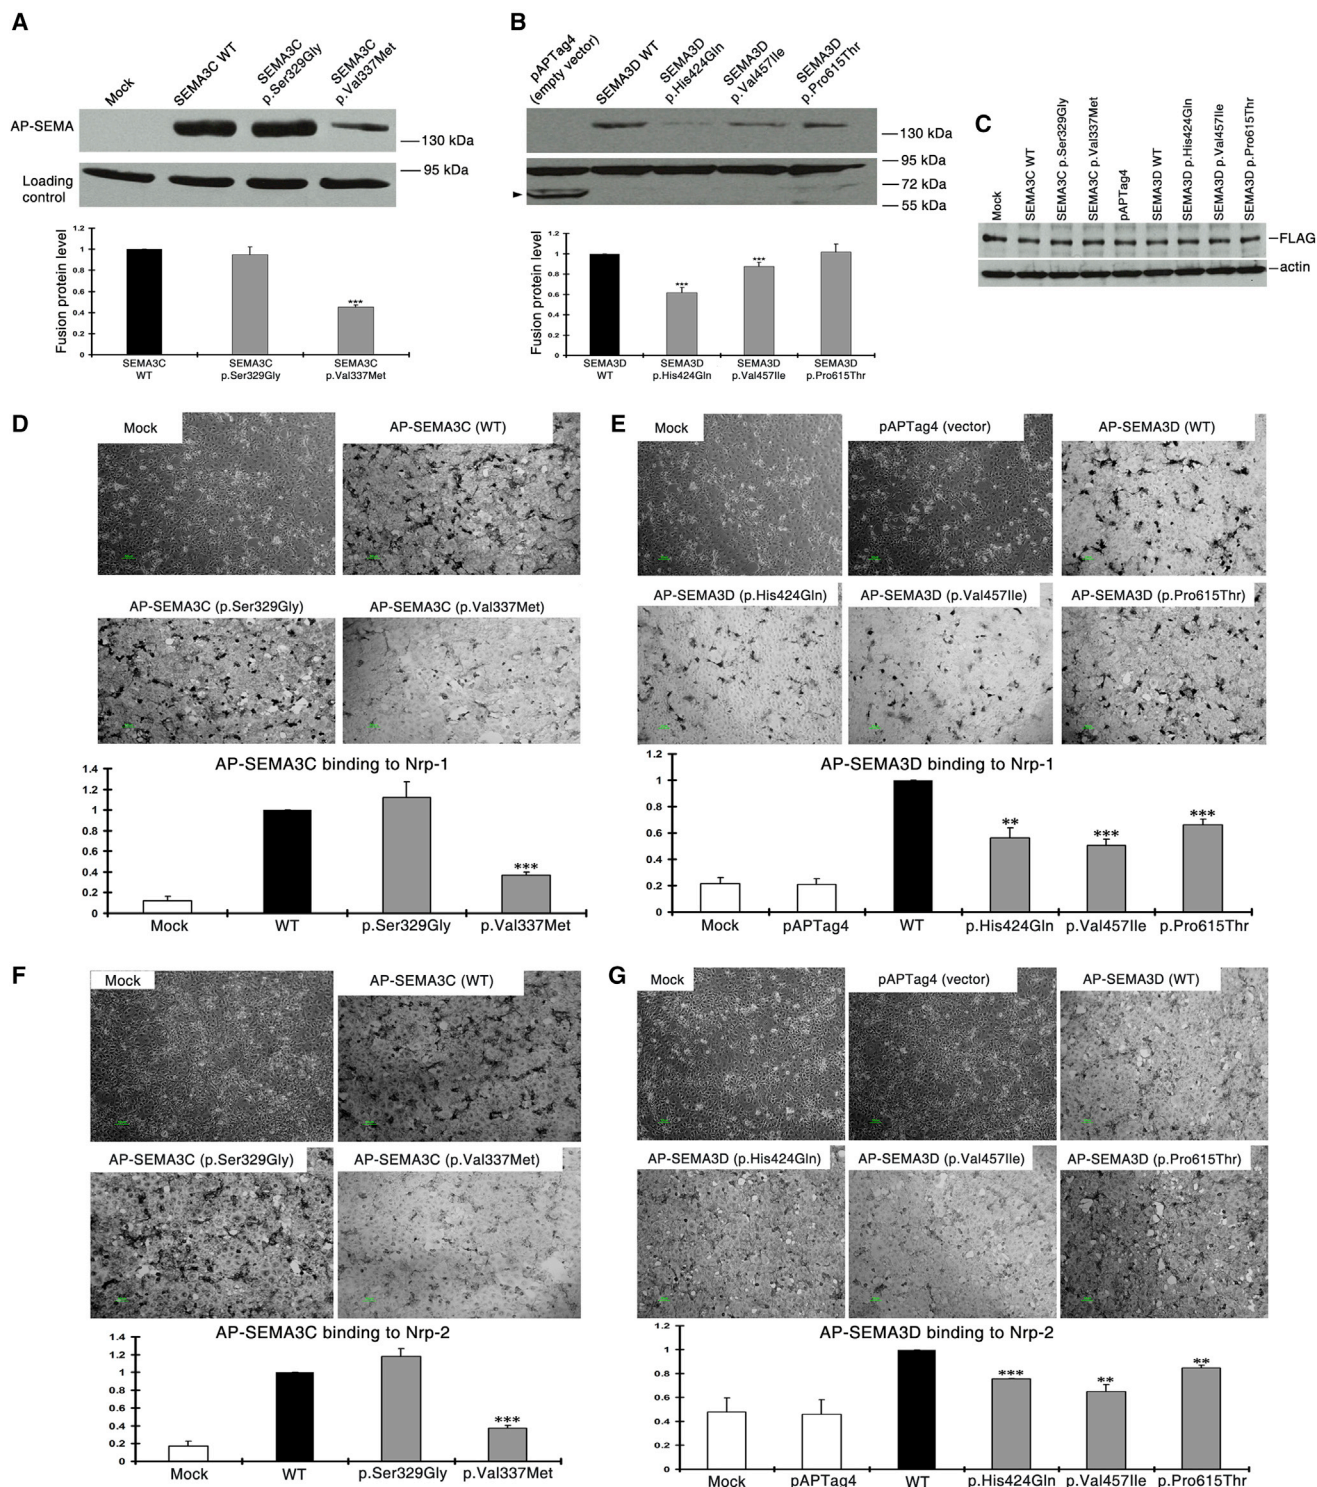 A
Mock
SEMA3C WT
SEMA3C
p.Ser329Gly
SEMA3C
p.Val337Met
AP-SEMA
130 kDa
95 kDa
Loading
control
Fusion protein level
1.2
1
0.8
0.6
0.4
0.2
0
***
SEMA3C
WT
SEMA3C
p.Ser329Gly
SEMA3C
p.Val337Met
B
pAPTag4
(empty vector)
SEMA3D WT
SEMA3D
p.His424Gln
SEMA3D
p.Val457Ile
SEMA3D
p.Pro615Thr
130 kDa
95 kDa
72 kDa
55 kDa
Fusion protein level
1.2
1
0.8
0.6
0.4
0.2
0
***
***
SEMA3D
WT
SEMA3D
p.His424Gln
SEMA3D
p.Val457Ile
SEMA3D
p.Pro615Thr
C
Mock
SEMA3C WT
SEMA3C p.Ser329Gly
SEMA3C p.Val337Met
pAPTag4
SEMA3D WT
SEMA3D p.His424Gln
SEMA3D p.Val457Ile
SEMA3D p.Pro615Thr
FLAG
actin
D
Mock
AP-SEMA3C (WT)
AP-SEMA3C (p.Ser329Gly)
AP-SEMA3C (p.Val337Met)
AP-SEMA3C binding to Nrp-1
1.4
1.2
1
0.8
0.6
0.4
0.2
0
***
Mock
WT
p.Ser329Gly
p.Val337Met
E
Mock
pAPTag4 (vector)
AP-SEMA3D (WT)
AP-SEMA3D (p.His424Gln)
AP-SEMA3D (p.Val457Ile)
AP-SEMA3D (p.Pro615Thr)
AP-SEMA3D binding to Nrp-1
1.2
1
0.8
0.6
0.4
0.2
0
**
***
***
Mock
pAPTag4
WT
p.His424Gln
p.Val457Ile
p.Pro615Thr
F
Mock
AP-SEMA3C (WT)
AP-SEMA3C (p.Ser329Gly)
AP-SEMA3C (p.Val337Met)
AP-SEMA3C binding to Nrp-2
1.4
1.2
1
0.8
0.6
0.4
0.2
0
***
Mock
WT
p.Ser329Gly
p.Val337Met
G
Mock
pAPTag4 (vector)
AP-SEMA3D (WT)
AP-SEMA3D (p.His424Gln)
AP-SEMA3D (p.Val457Ile)
AP-SEMA3D (p.Pro615Thr)
AP-SEMA3D binding to Nrp-2
1.2
1
0.8
0.6
0.4
0.2
0
***
**
**
Mock
pAPTag4
WT
p.His424Gln
p.Val457Ile
p.Pro615Thr